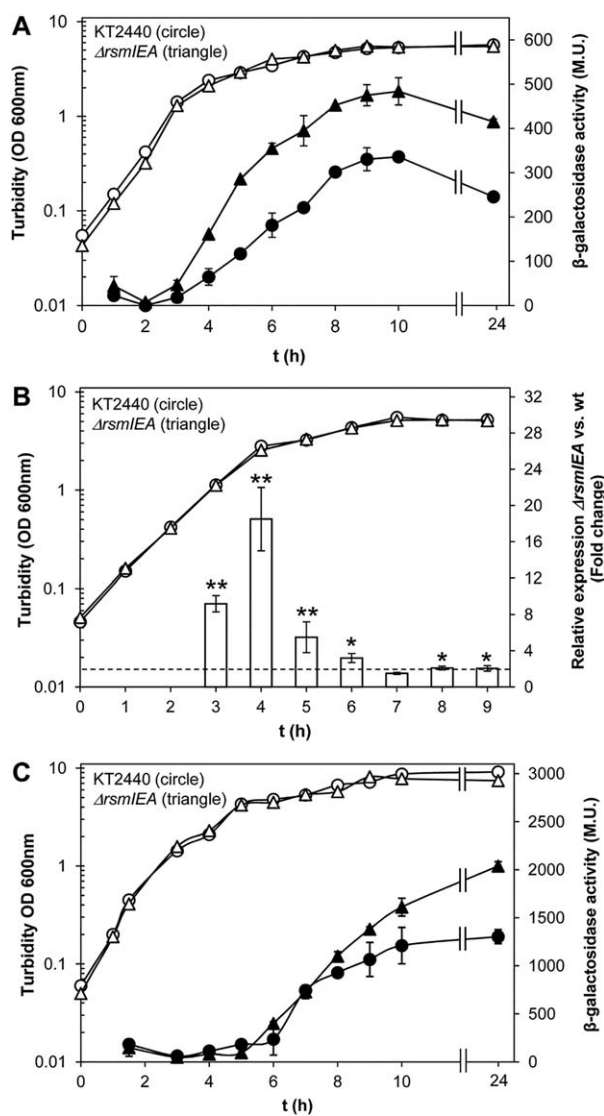 A
KT2440 (circle)
ΔrsmIEA (triangle)
Turbidity (OD 600nm)
10
1
0.1
0.01
β-galactosidase activity (M.U.)
600
500
400
300
200
100
0
0 2 4 6 8 10 24
t (h)
B
KT2440 (circle)
ΔrsmIEA (triangle)
Turbidity (OD 600nm)
10
1
0.1
0.01
** ** ** * * *
Relative expression ΔrsmIEA vs. wt
(Fold change)
32
28
24
20
16
12
8
4
0
0 1 2 3 4 5 6 7 8 9
t (h)
C
KT2440 (circle)
ΔrsmIEA (triangle)
Turbidity OD 600nm)
10
1
0.1
0.01
β-galactosidase activity (M.U.)
3000
2500
2000
1500
1000
500
0
0 2 4 6 8 10 24
t (h)